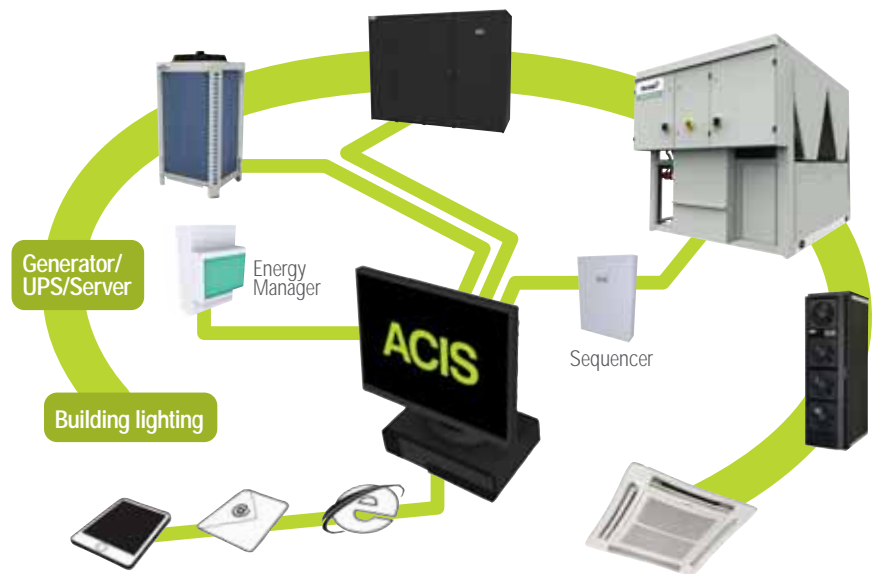 Generator/
UPS/Server
Energy
Manager
ACIS
Sequencer
Building lighting
@